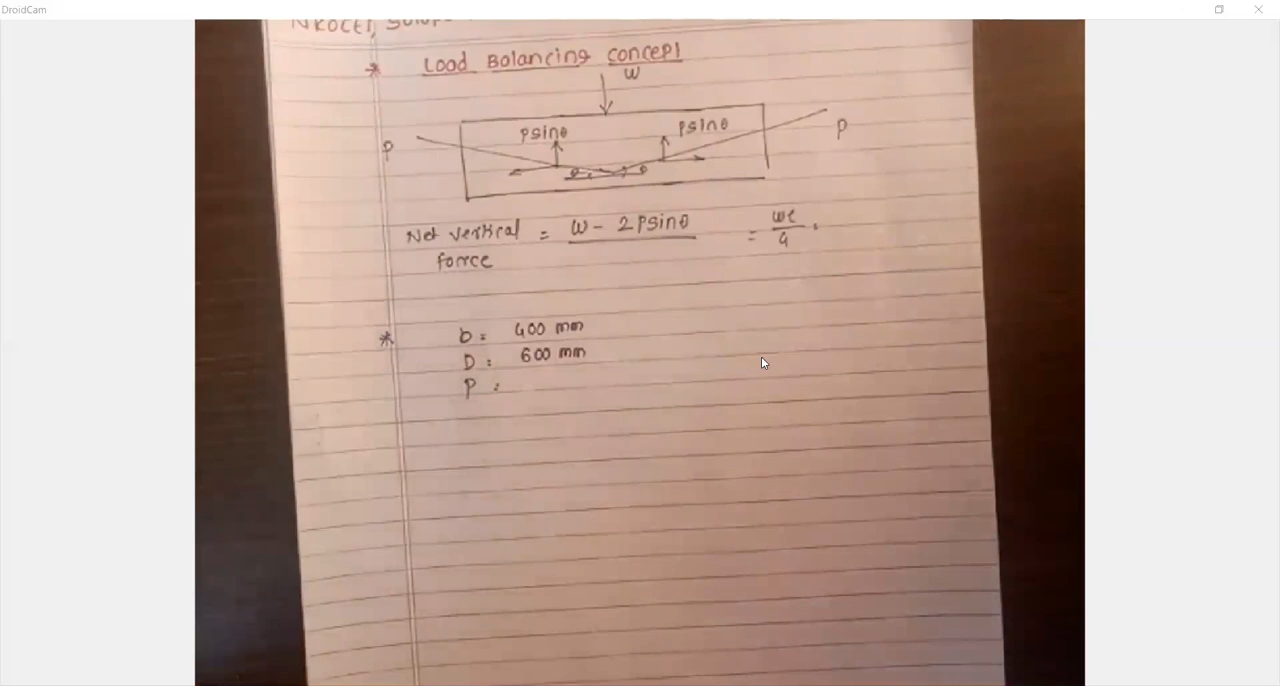 DroidCam
* Load Balancing Concept
w
psinθ psinθ
p p
θ θ
Net vertical = w - 2psinθ = wl/4.
force
* b = 400 mm
D = 600 mm
P =